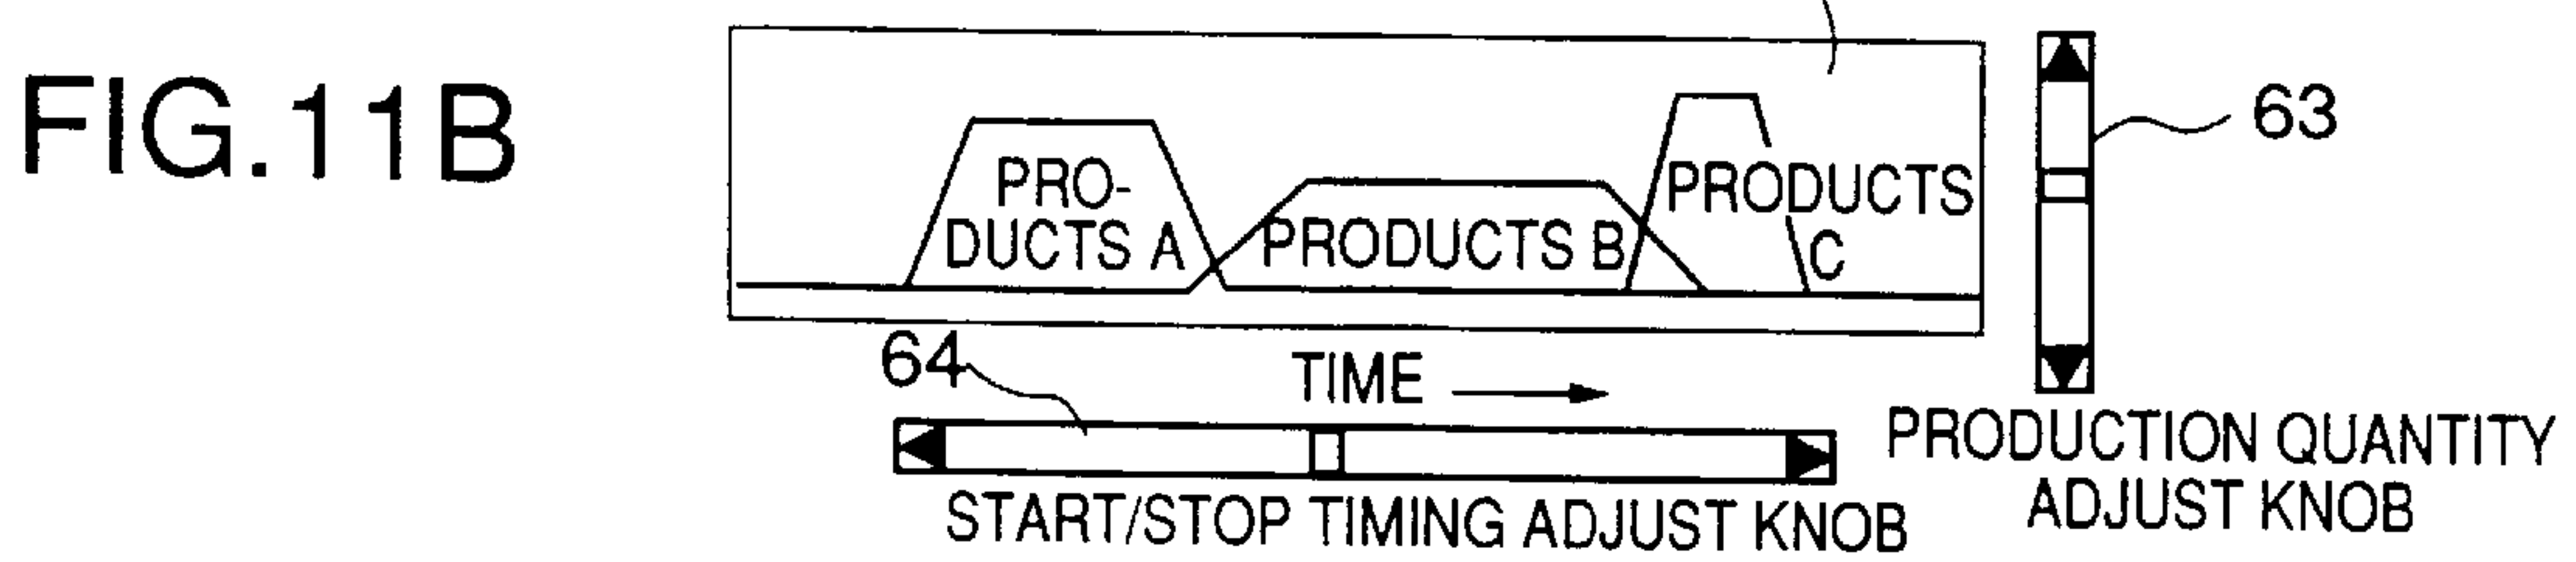 FIG.11B
PRO-
DUCTS A
PRODUCTS B
PRODUCTS
C
63
64
TIME
PRODUCTION QUANTITY
ADJUST KNOB
START/STOP TIMING ADJUST KNOB